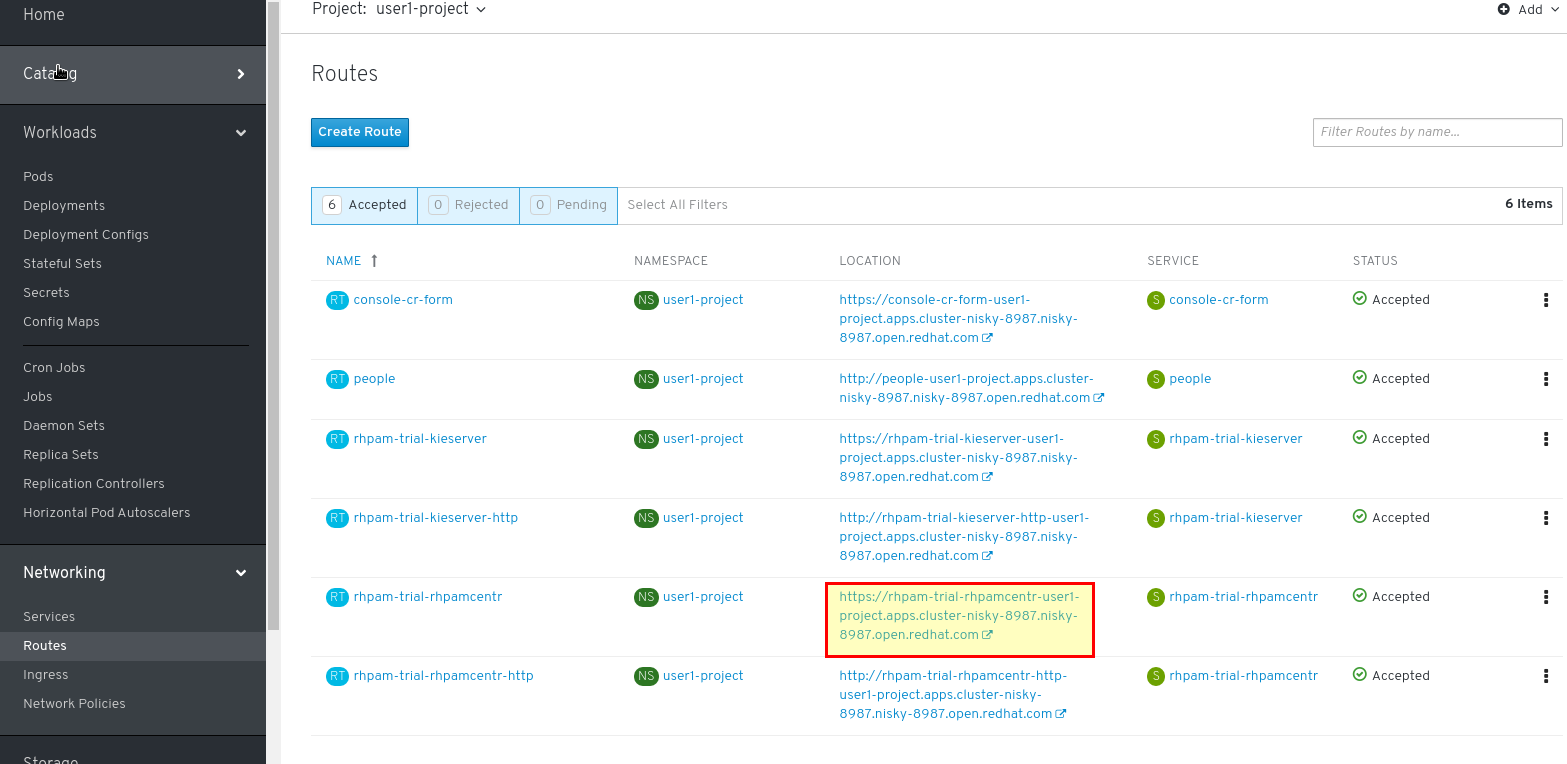 Home
Catalog
Workloads
Pods
Deployments
Deployment Configs
Stateful Sets
Secrets
Config Maps
Cron Jobs
Jobs
Daemon Sets
Replica Sets
Replication Controllers
Horizontal Pod Autoscalers
Networking
Services
Routes
Ingress
Network Policies
Storage
Project: user1-project
Add
Routes
Create Route
Filter Routes by name...
6 Accepted 0 Rejected 0 Pending Select All Filters 6 Items
NAME NAMESPACE LOCATION SERVICE STATUS
RT console-cr-form NS user1-project https://console-cr-form-user1- S console-cr-form Accepted
project.apps.cluster-nisky-8987.nisky-
8987.open.redhat.com
RT people NS user1-project http://people-user1-project.apps.cluster- S people Accepted
nisky-8987.nisky-8987.open.redhat.com
RT rhpam-trial-kieserver NS user1-project https://rhpam-trial-kieserver-user1- S rhpam-trial-kieserver Accepted
project.apps.cluster-nisky-8987.nisky-
8987.open.redhat.com
RT rhpam-trial-kieserver-http NS user1-project http://rhpam-trial-kieserver-http-user1- S rhpam-trial-kieserver Accepted
project.apps.cluster-nisky-8987.nisky-
8987.open.redhat.com
RT rhpam-trial-rhpamcentr NS user1-project https://rhpam-trial-rhpamcentr-user1- S rhpam-trial-rhpamcentr Accepted
project.apps.cluster-nisky-8987.nisky-
8987.open.redhat.com
RT rhpam-trial-rhpamcentr-http NS user1-project http://rhpam-trial-rhpamcentr-http- S rhpam-trial-rhpamcentr Accepted
user1-project.apps.cluster-nisky-
8987.nisky-8987.open.redhat.com